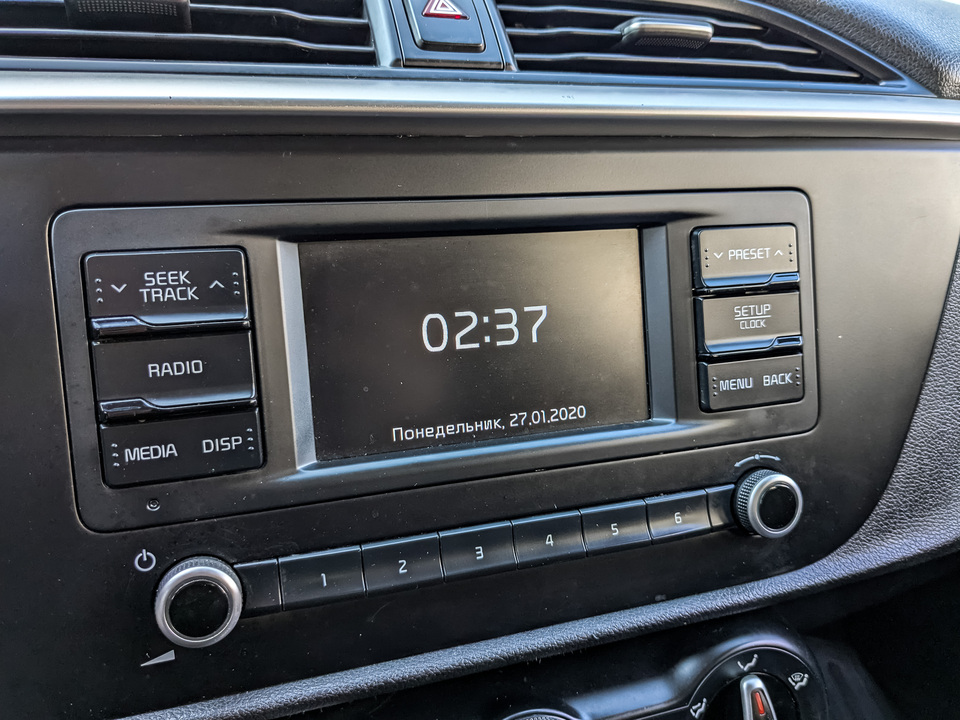 SEEK
TRACK
RADIO
MEDIA DISP
02:37
Понедельник, 27.01.2020
PRESET
SETUP
CLOCK
MENU BACK
1 2 3 4 5 6